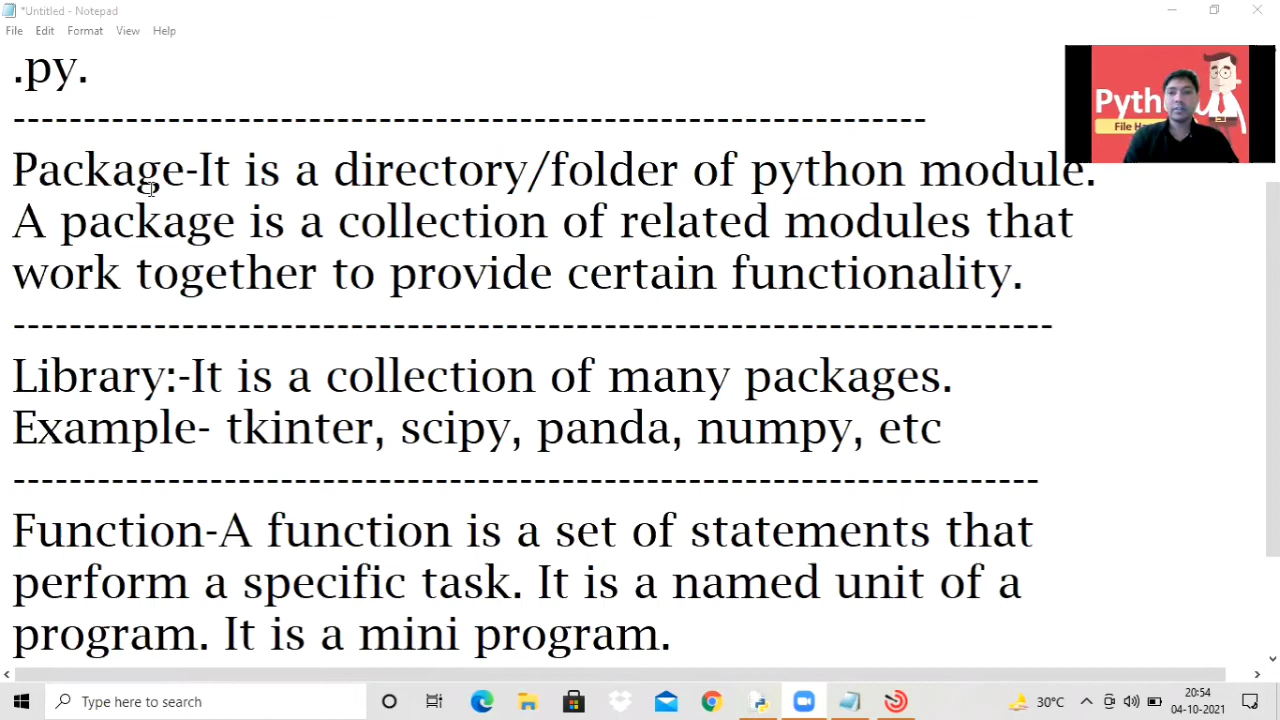 *Untitled - Notepad
File Edit Format View Help
.py.
-----------------------------------------------------------------
Package-It is a directory/folder of python module.
A package is a collection of related modules that
work together to provide certain functionality.
--------------------------------------------------------------------------
Library:-It is a collection of many packages.
Example- tkinter, scipy, panda, numpy, etc
-------------------------------------------------------------------------
Function-A function is a set of statements that
perform a specific task. It is a named unit of a
program. It is a mini program.
Type here to search
30°C
20:54
04-10-2021